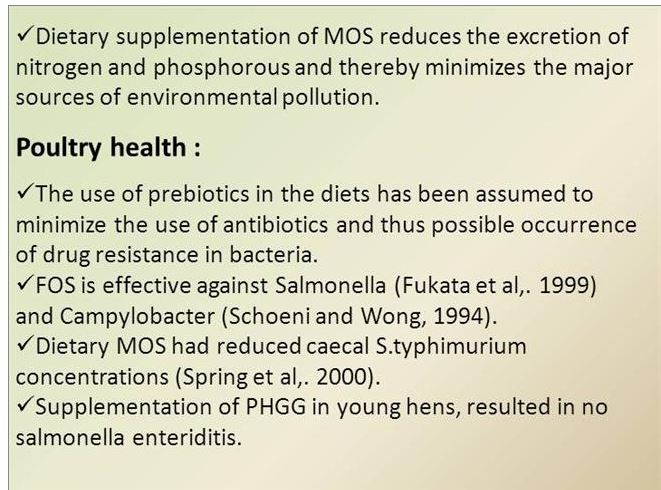 ✓Dietary supplementation of MOS reduces the excretion of
nitrogen and phosphorous and thereby minimizes the major
sources of environmental pollution.
Poultry health :
✓The use of prebiotics in the diets has been assumed to
minimize the use of antibiotics and thus possible occurrence
of drug resistance in bacteria.
✓FOS is effective against Salmonella (Fukata et al,. 1999)
and Campylobacter (Schoeni and Wong, 1994).
✓Dietary MOS had reduced caecal S.typhimurium
concentrations (Spring et al,. 2000).
✓Supplementation of PHGG in young hens, resulted in no
salmonella enteriditis.